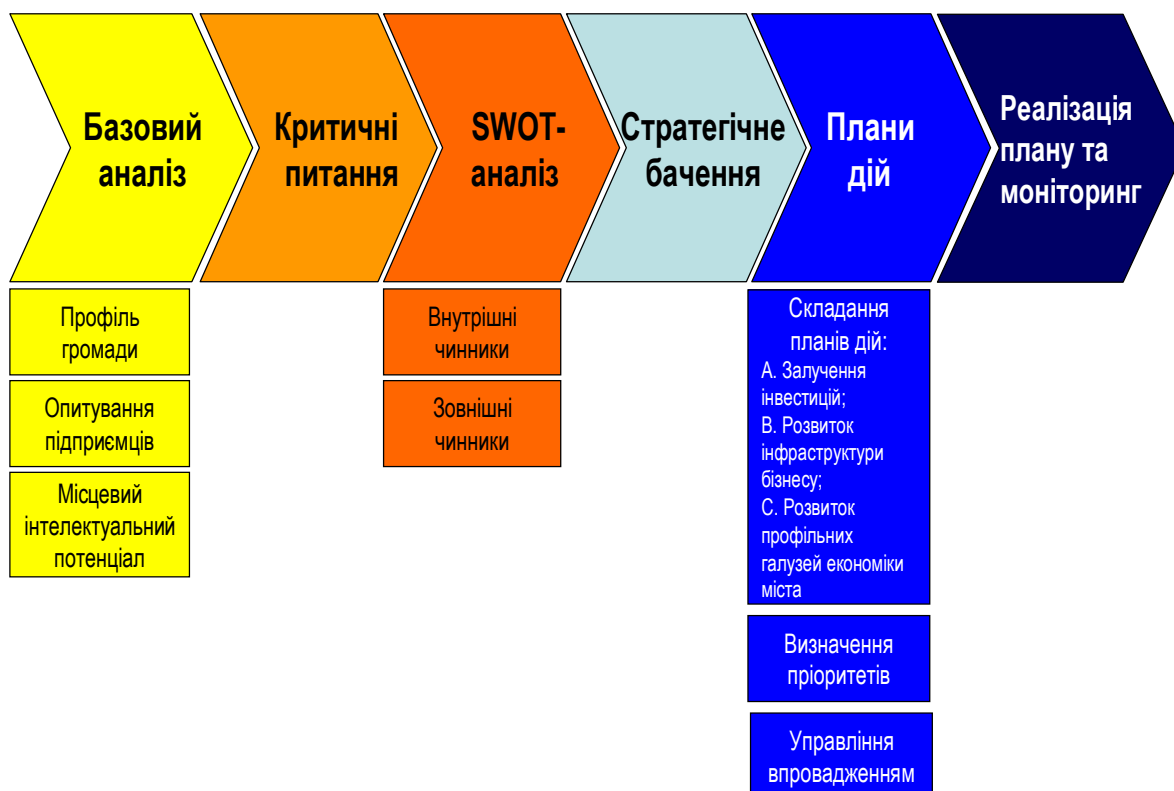 Базовий
аналіз
Критичні
питання
SWOT-
аналіз
Стратегічне
бачення
Плани
дій
Реалізація
плану та
моніторинг
Профіль
громади
Опитування
підприємців
Місцевий
інтелектуальний
потенціал
Внутрішні
чинники
Зовнішні
чинники
Складання
планів дій:
А. Залучення
інвестицій;
В. Розвиток
інфраструктури
бізнесу;
С. Розвиток
профільних
галузей економіки
міста
Визначення
пріоритетів
Управління
впровадженням